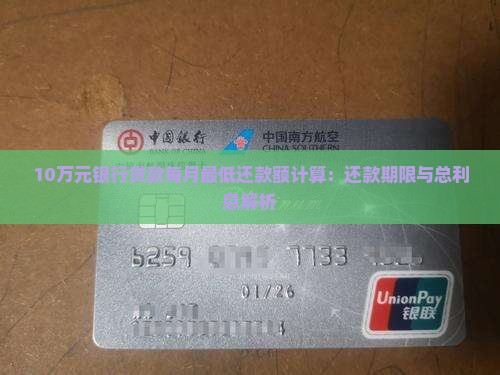 中国银行 中国南方航空
CHINA SOUTHERN
10万元银行贷款每月最低还款额计算：还款期限与总利
息解析
6259 7733
01/26
UnionPay
银联